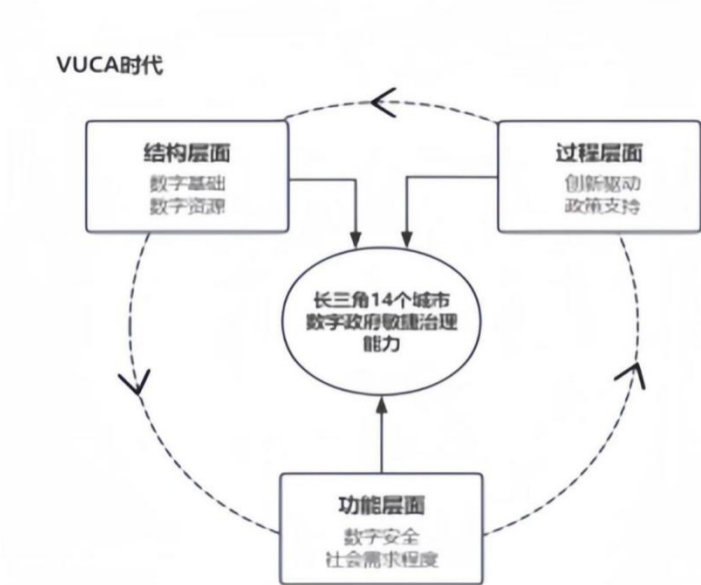 VUCA时代
结构层面
数字基础
数字资源
过程层面
创新驱动
政策支持
长三角14个城市
数字政府敏捷治理
能力
功能层面
数字安全
社会需求程度